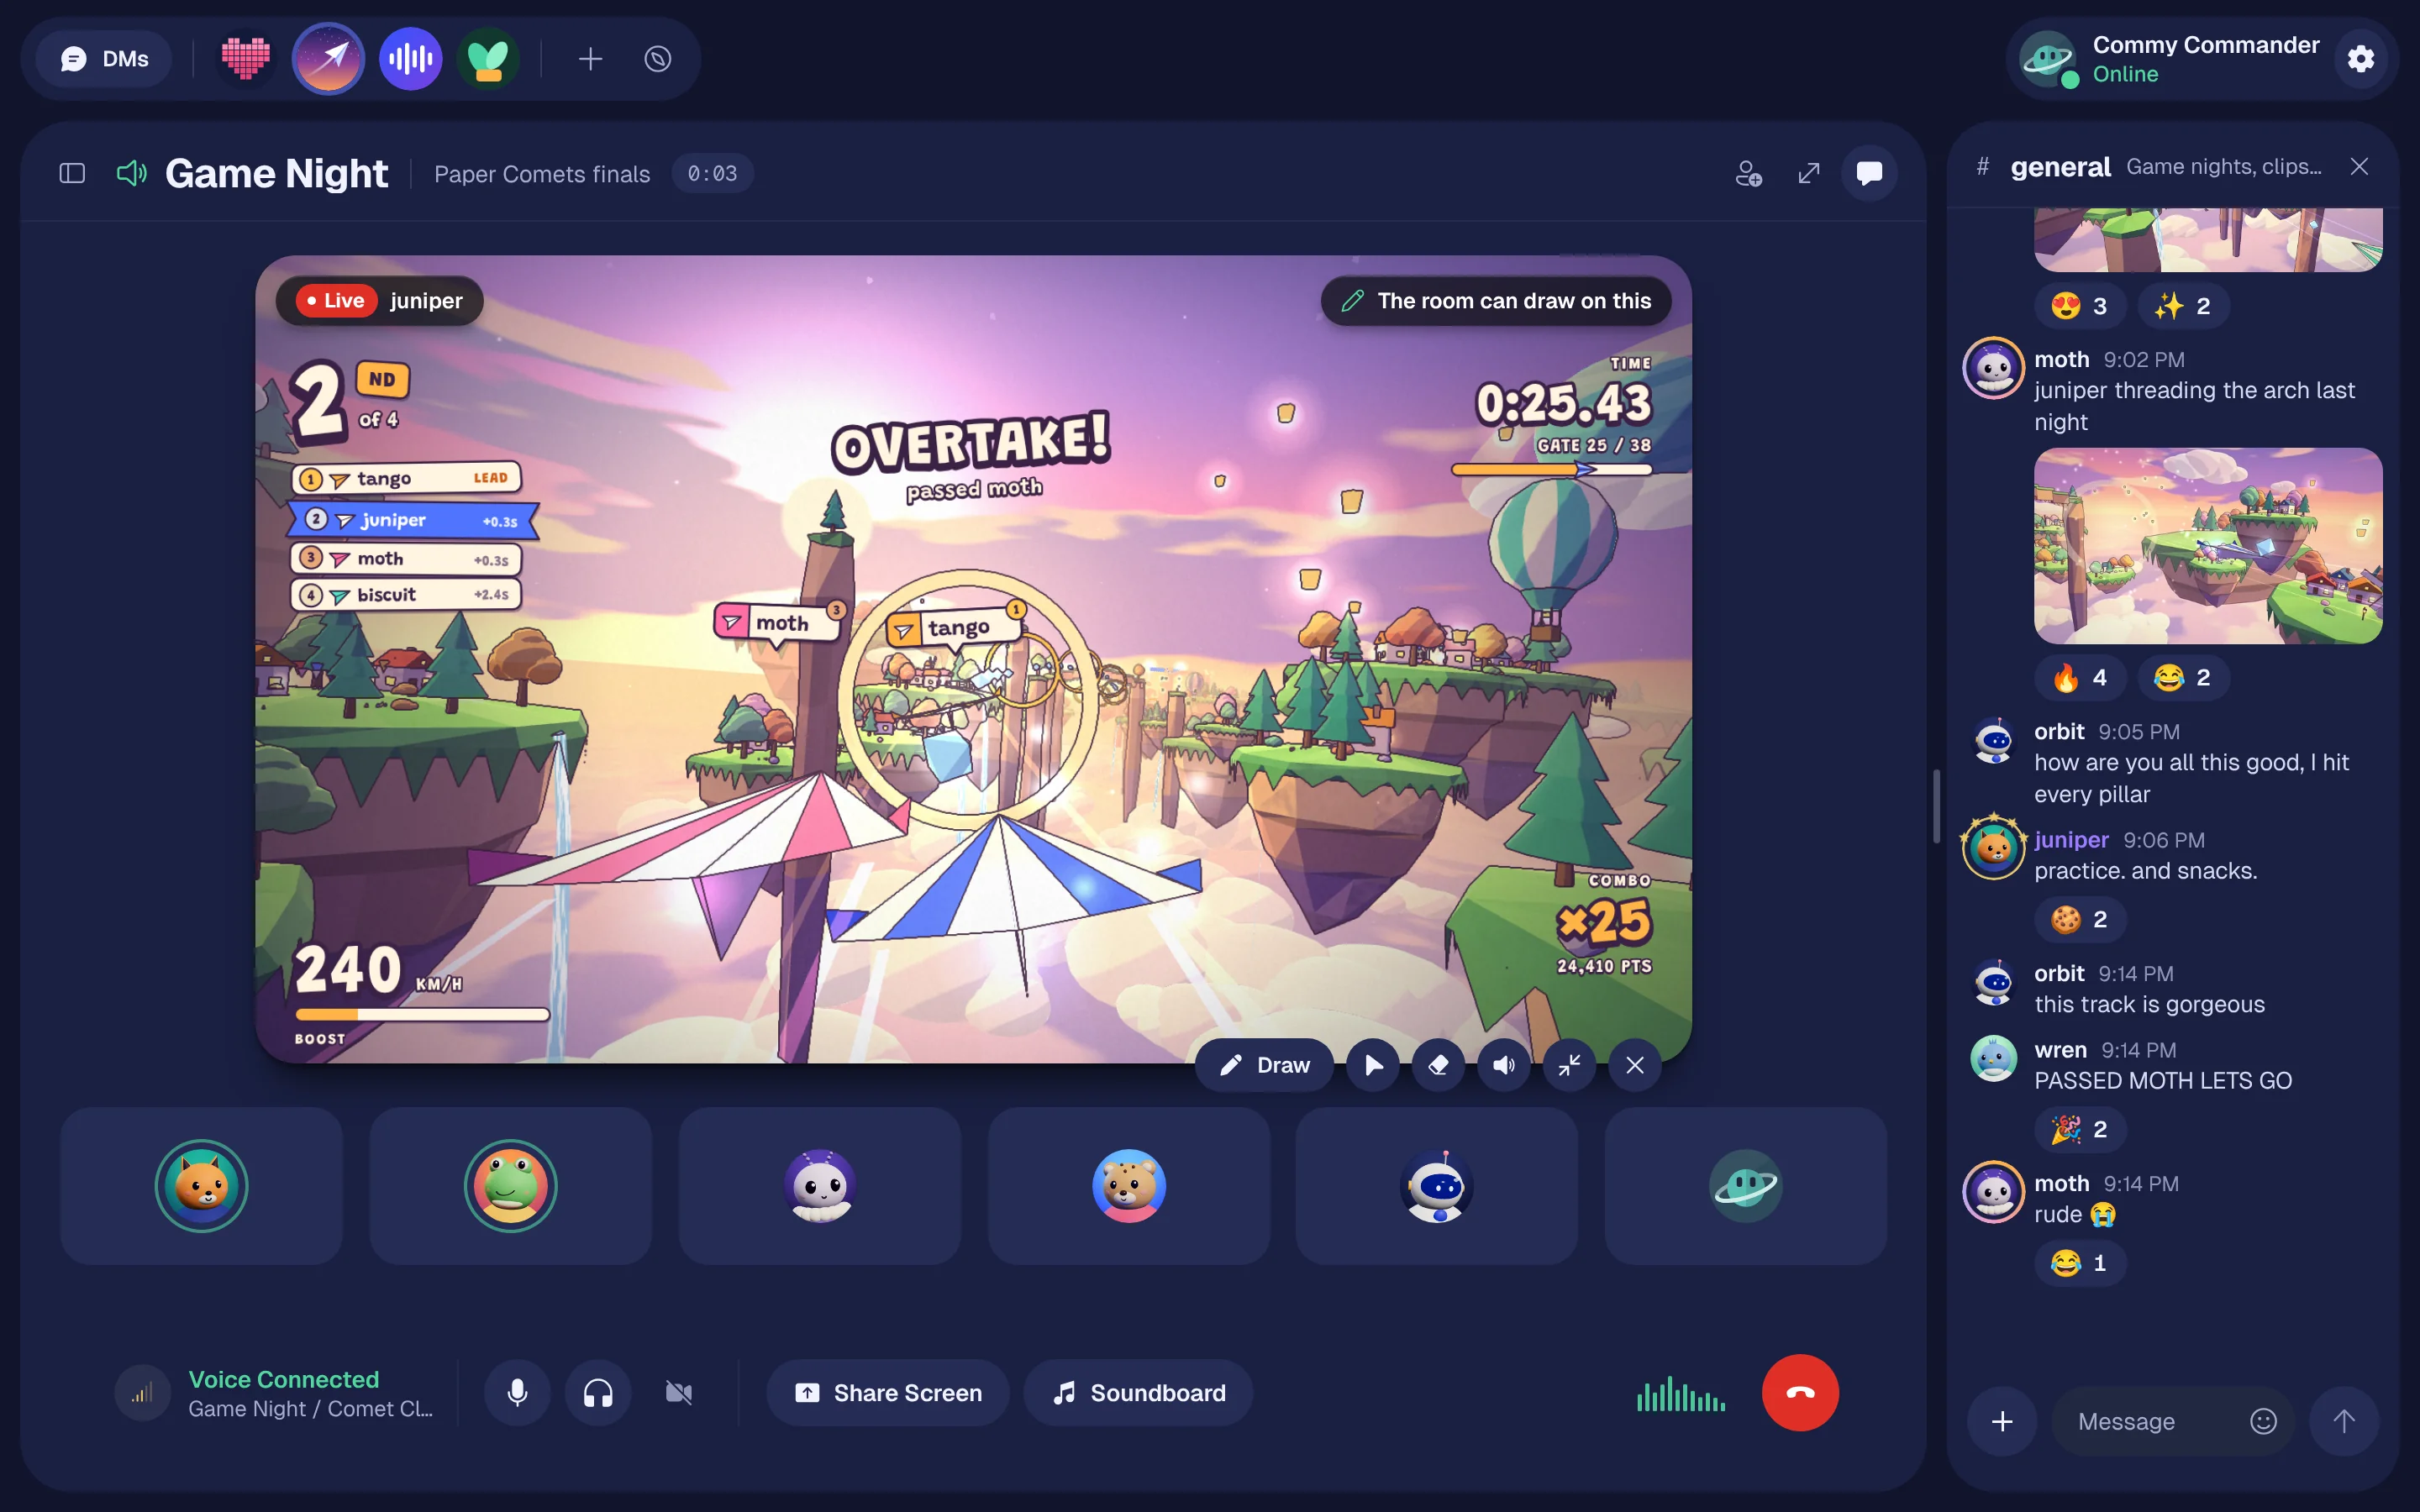 DMs
Commy Commander
Online
Game Night
Paper Comets finals
0:03
# general
Game nights, clips...
Live
juniper
The room can draw on this
2
ND
of 4
1 tango LEAD
2 juniper +0.3s
3 moth +0.3s
4 biscuit +2.4s
OVERTAKE!
passed moth
TIME
0:25.43
GATE 25 / 38
moth 3
tango 1
240 KM/H
BOOST
COMBO
×25
24,410 PTS
Draw
Voice Connected
Game Night / Comet Cl...
Share Screen
Soundboard
3
2
moth 9:02 PM
juniper threading the arch last
night
4
2
orbit 9:05 PM
how are you all this good, I hit
every pillar
juniper 9:06 PM
practice. and snacks.
2
orbit 9:14 PM
this track is gorgeous
wren 9:14 PM
PASSED MOTH LETS GO
2
moth 9:14 PM
rude 😭
1
Message